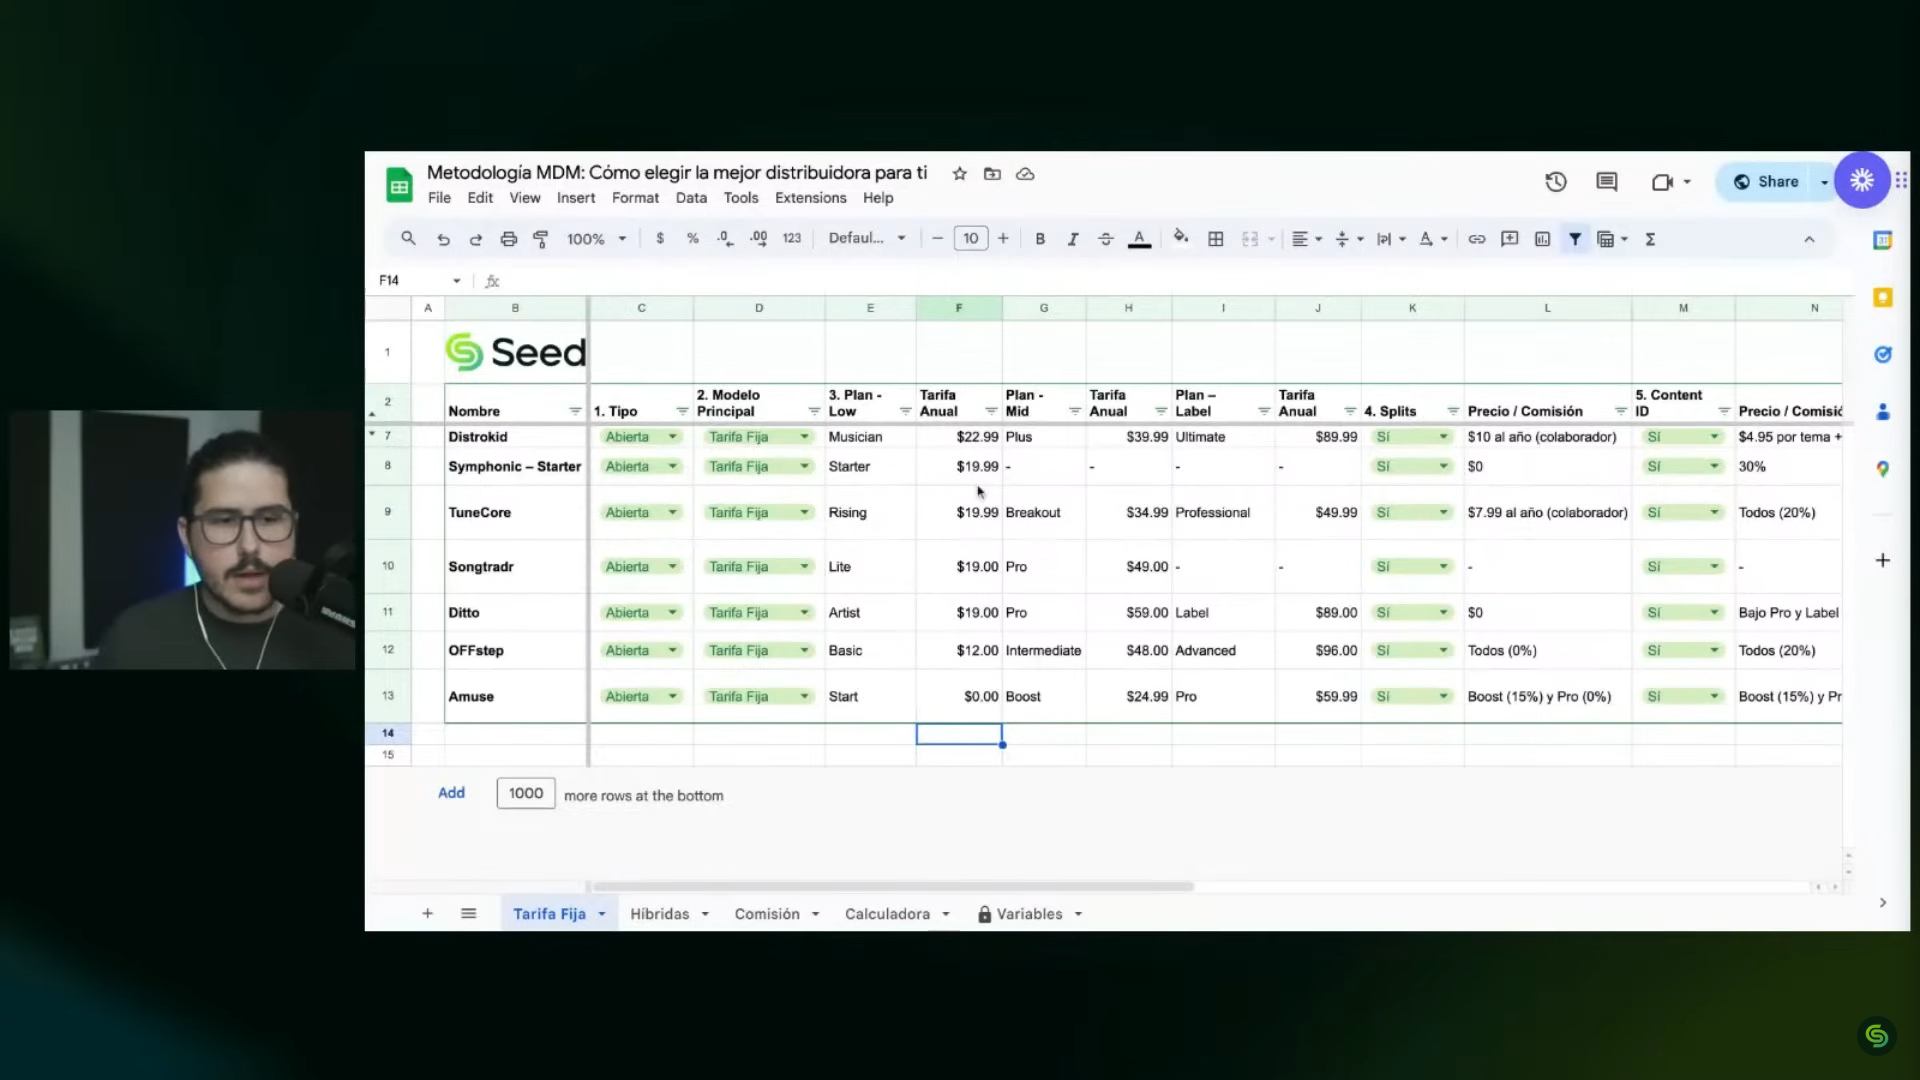 Metodología MDM: Cómo elegir la mejor distribuidora para ti
Share
File Edit View Insert Format Data Tools Extensions Help
100% $ % .0 .00 123 Defaul... − 10 + B I A Σ
31
F14 fx
A B C D E F G H I J K L M N
1 Seed
2 Nombre 1. Tipo 2. Modelo Principal 3. Plan - Low Tarifa Anual Plan - Mid Tarifa Anual Plan – Label Tarifa Anual 4. Splits Precio / Comisión 5. Content ID Precio / Comisió
7 Distrokid Abierta Tarifa Fija Musician $22.99 Plus $39.99 Ultimate $89.99 Sí $10 al año (colaborador) Sí $4.95 por tema +
8 Symphonic – Starter Abierta Tarifa Fija Starter $19.99 - - - - Sí $0 Sí 30%
9 TuneCore Abierta Tarifa Fija Rising $19.99 Breakout $34.99 Professional $49.99 Sí $7.99 al año (colaborador) Sí Todos (20%)
10 Songtradr Abierta Tarifa Fija Lite $19.00 Pro $49.00 - - Sí - Sí -
11 Ditto Abierta Tarifa Fija Artist $19.00 Pro $59.00 Label $89.00 Sí $0 Sí Bajo Pro y Label
12 OFFstep Abierta Tarifa Fija Basic $12.00 Intermediate $48.00 Advanced $96.00 Sí Todos (0%) Sí Todos (20%)
13 Amuse Abierta Tarifa Fija Start $0.00 Boost $24.99 Pro $59.99 Sí Boost (15%) y Pro (0%) Sí Boost (15%) y Pr
14
15
Add 1000 more rows at the bottom
+ Tarifa Fija Híbridas Comisión Calculadora Variables